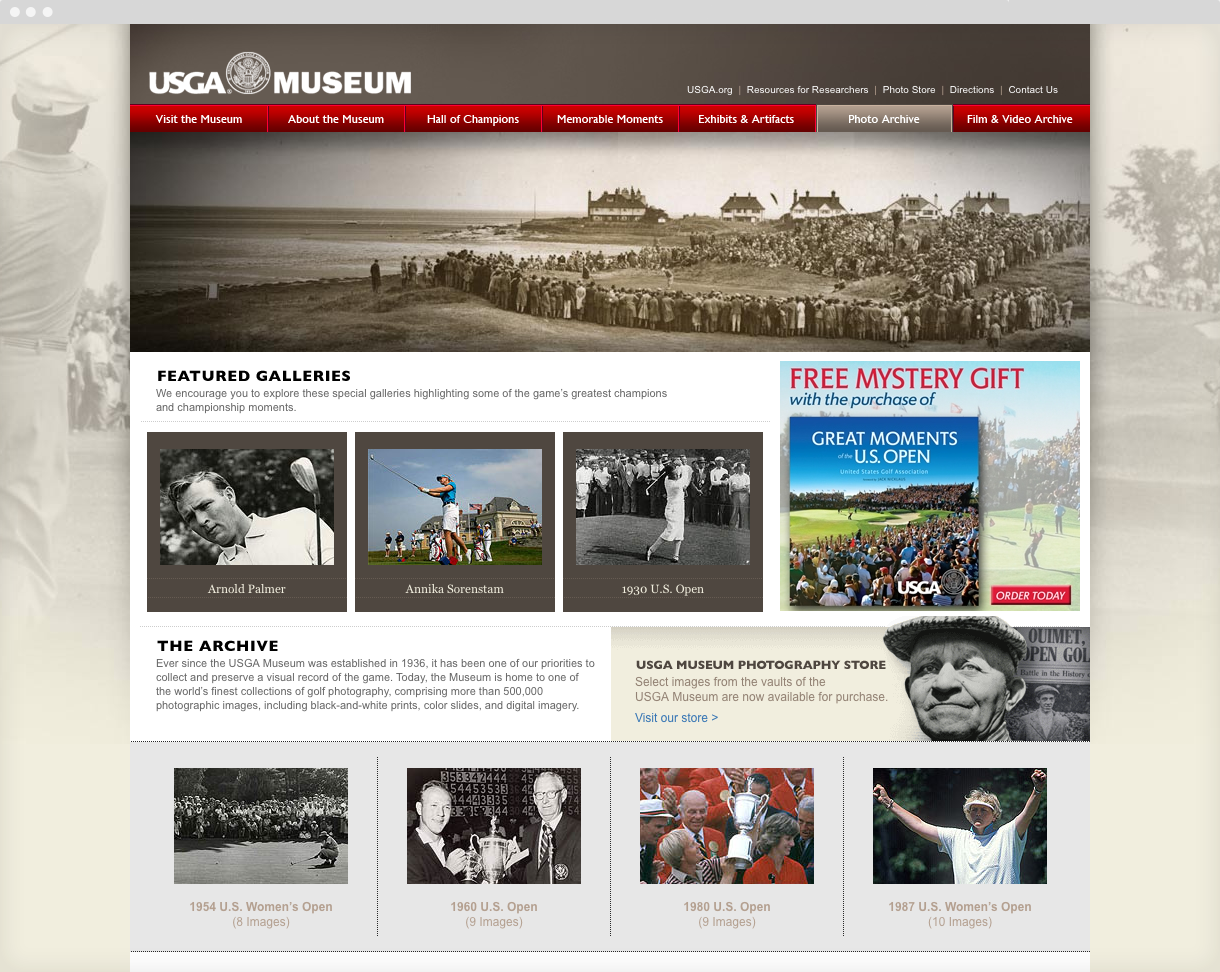 USGA MUSEUM
USGA.org | Resources for Researchers | Photo Store | Directions | Contact Us
Visit the Museum
About the Museum
Hall of Champions
Memorable Moments
Exhibits & Artifacts
Photo Archive
Film & Video Archive
FEATURED GALLERIES
We encourage you to explore these special galleries highlighting some of the game's greatest champions
and championship moments.
Arnold Palmer
Annika Sorenstam
1930 U.S. Open
FREE MYSTERY GIFT
with the purchase of
GREAT MOMENTS
of the U.S. OPEN
United States Golf Association
JACK NICKLAUS
USGA
ORDER TODAY
THE ARCHIVE
Ever since the USGA Museum was established in 1936, it has been one of our priorities to
collect and preserve a visual record of the game. Today, the Museum is home to one of
the world's finest collections of golf photography, comprising more than 500,000
photographic images, including black-and-white prints, color slides, and digital imagery.
USGA MUSEUM PHOTOGRAPHY STORE
Select images from the vaults of the
USGA Museum are now available for purchase.
Visit our store >
OUIMET,
OPEN GOL
Battle in the History
1954 U.S. Women's Open
(8 Images)
1960 U.S. Open
(9 Images)
1980 U.S. Open
(9 Images)
1987 U.S. Women's Open
(10 Images)